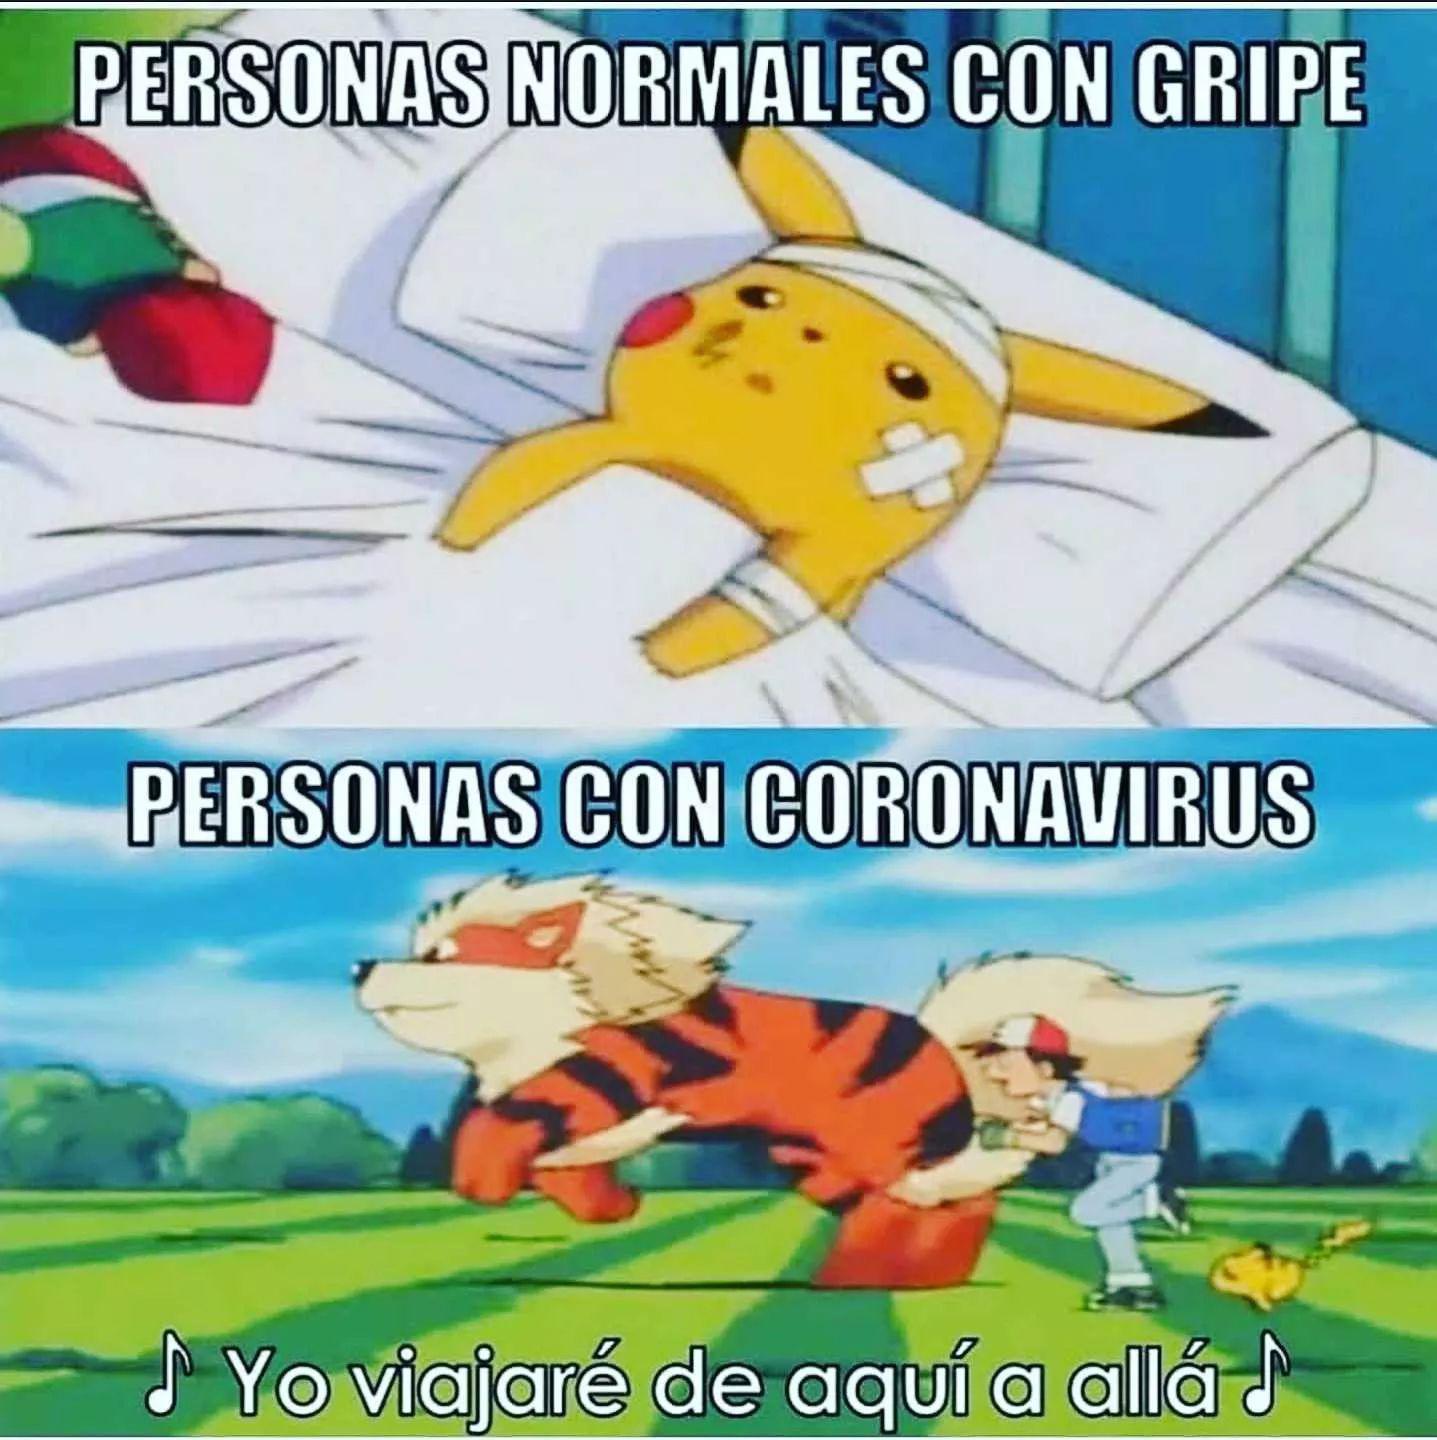 PERSONAS NORMALES CON GRIPE
PERSONAS CON CORONAVIRUS
♪ Yo viajaré de aquí a allá ♪